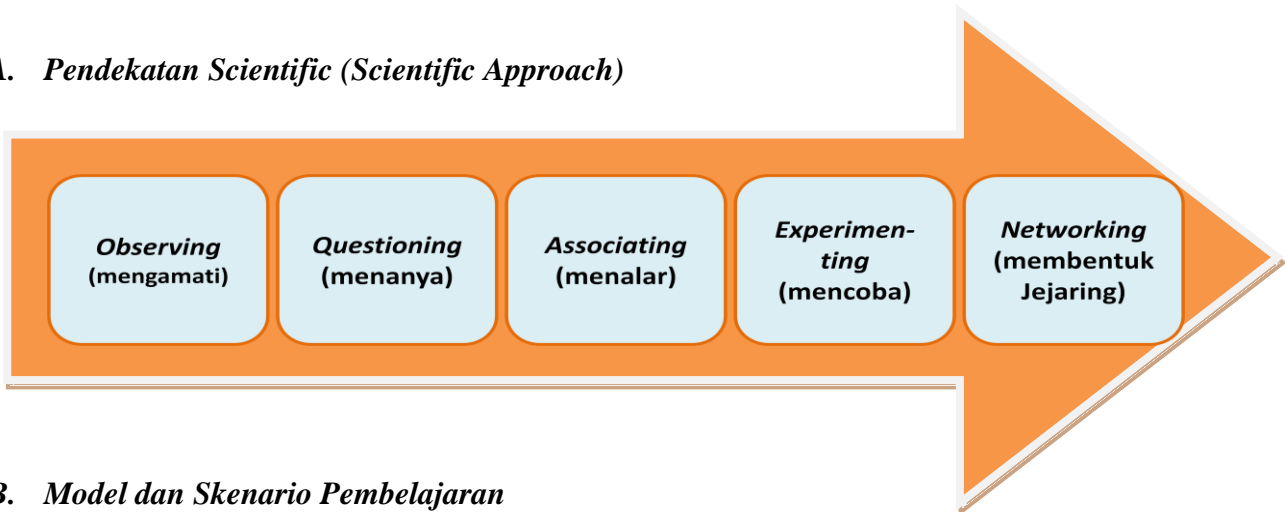 A. Pendekatan Scientific (Scientific Approach)
Observing
(mengamati)
Questioning
(menanya)
Associating
(menalar)
Experimen-
ting
(mencoba)
Networking
(membentuk
Jejaring)
B. Model dan Skenario Pembelajaran